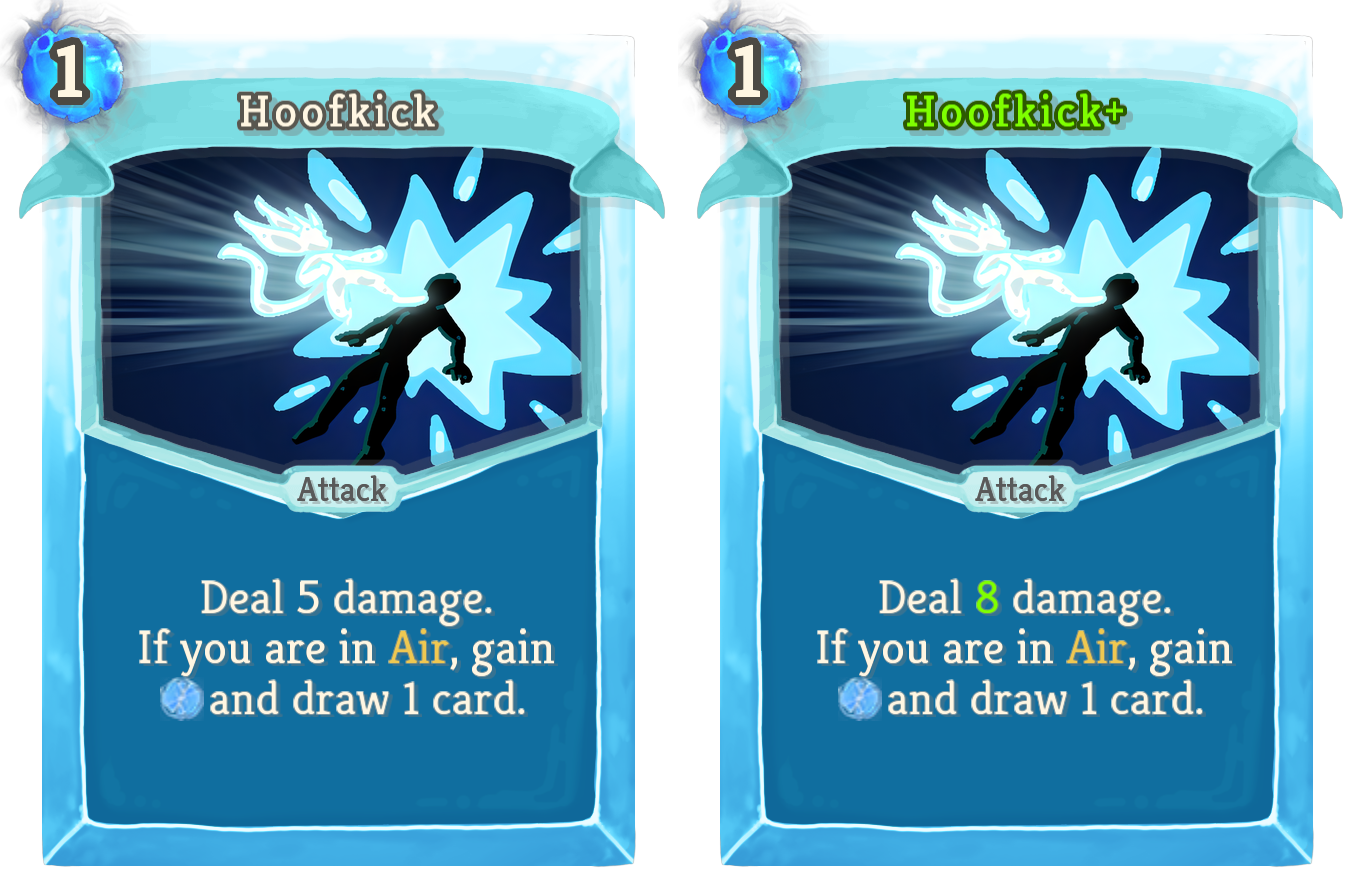 1
Hoofkick
Attack
Deal 5 damage.
If you are in Air, gain
and draw 1 card.
1
Hoofkick+
Attack
Deal 8 damage.
If you are in Air, gain
and draw 1 card.